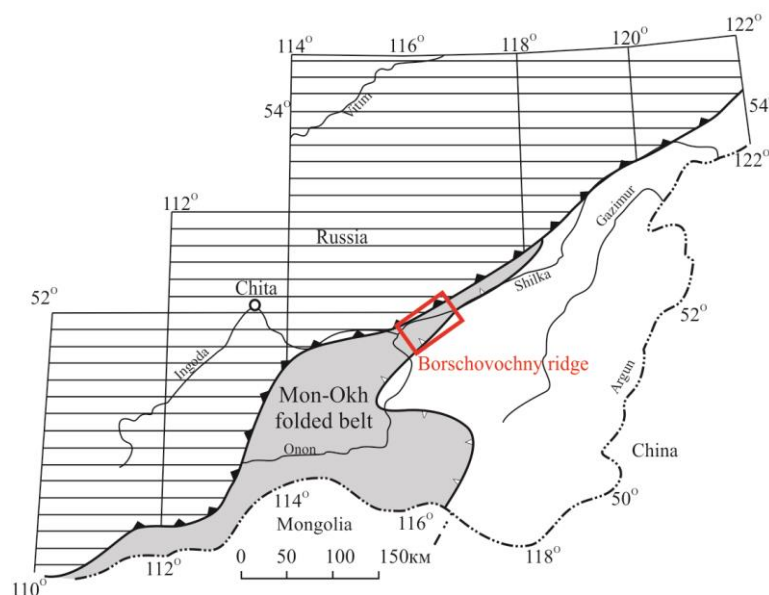 114°
116°
118°
120°
122°
54°
Vitim
54°
122°
112°
Russia
Gazimur
Chita
Shilka
52°
52°
Ingoda
Borschovochny ridge
Argun
Mon-Okh
folded belt
Onon
China
114°
50°
Mongolia
116°
118°
112°
0 50 100 150км
110°